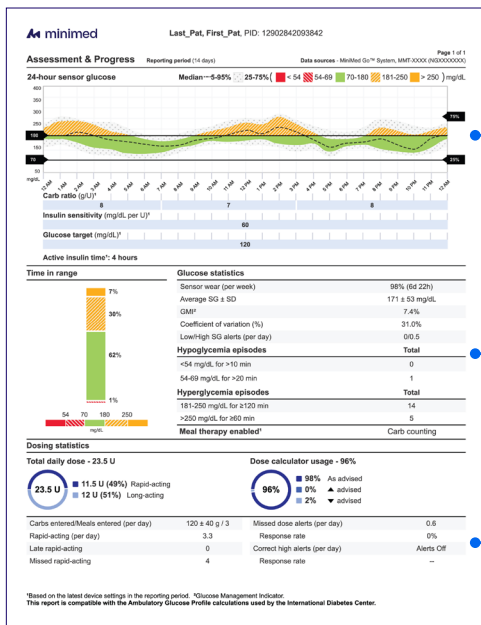 minimed
Last_Pat, First_Pat, PID: 12902842093842
Page 1 of 1
Assessment & Progress Reporting period (14 days) Data sources - MiniMed Go™ System, MMT-XXXX (NGXXXXXXX)
24-hour sensor glucose Median 5-95% 25-75% ( < 54 54-69 70-180 181-250 > 250 ) mg/dL
400
350
300
250
75%
180
150
70 25%
50
mg/dL
12 AM 1 AM 2 AM 3 AM 4 AM 5 AM 6 AM 7 AM 8 AM 9 AM 10 AM 11 AM 12 PM 1 PM 2 PM 3 PM 4 PM 5 PM 6 PM 7 PM 8 PM 9 PM 10 PM 11 PM 12 AM
Carb ratio (g/U)¹
8 7 8
Insulin sensitivity (mg/dL per U)¹
60
Glucose target (mg/dL)¹
120
Active insulin time¹: 4 hours
Time in range
7%
30%
62%
1%
54 70 180 250
mg/dL
Glucose statistics
Sensor wear (per week) 98% (6d 22h)
Average SG ± SD 171 ± 53 mg/dL
GMI² 7.4%
Coefficient of variation (%) 31.0%
Low/High SG alerts (per day) 0/0.5
Hypoglycemia episodes Total
<54 mg/dL for >10 min 0
54-69 mg/dL for >20 min 1
Hyperglycemia episodes Total
181-250 mg/dL for ≥120 min 14
>250 mg/dL for ≥60 min 5
Meal therapy enabled¹ Carb counting
Dosing statistics
Total daily dose - 23.5 U
23.5 U
11.5 U (49%) Rapid-acting
12 U (51%) Long-acting
Dose calculator usage - 96%
96%
98% As advised
0% ▲ advised
2% ▼ advised
Carbs entered/Meals entered (per day) 120 ± 40 g / 3
Rapid-acting (per day) 3.3
Late rapid-acting 0
Missed rapid-acting 4
Missed dose alerts (per day) 0.6
Response rate 0%
Correct high alerts (per day) Alerts Off
Response rate –
¹Based on the latest device settings in the reporting period. ²Glucose Management Indicator.
This report is compatible with the Ambulatory Glucose Profile calculations used by the International Diabetes Center.